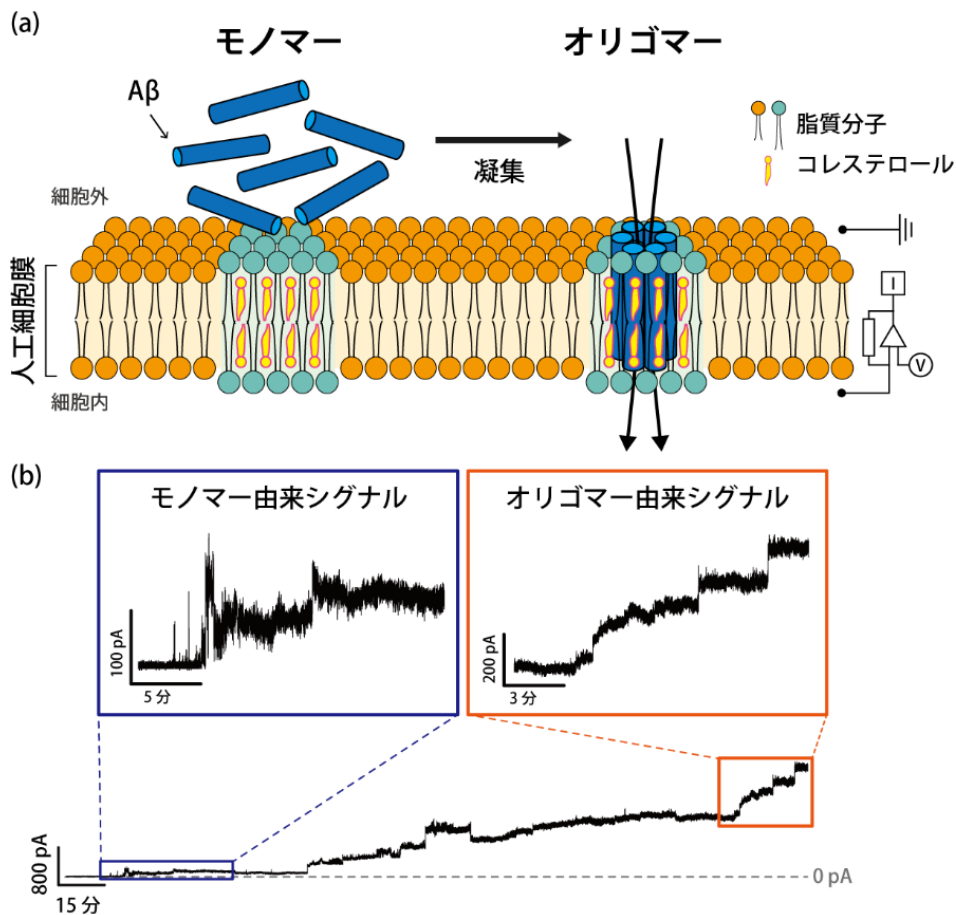 (a)
モノマー
オリゴマー
Aβ
凝集
脂質分子
コレステロール
細胞外
人工細胞膜
細胞内
I
V
(b)
モノマー由来シグナル
100 pA
5 分
オリゴマー由来シグナル
200 pA
3 分
800 pA
15 分
0 pA